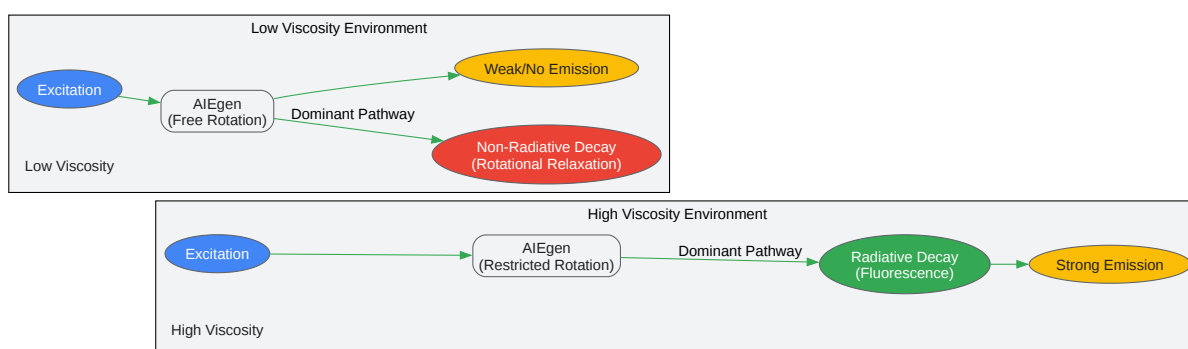 Low Viscosity Environment
Excitation
AIEgen
(Free Rotation)
Weak/No Emission
Dominant Pathway
Non-Radiative Decay
(Rotational Relaxation)
Low Viscosity
High Viscosity Environment
Excitation
AIEgen
(Restricted Rotation)
Dominant Pathway
Radiative Decay
(Fluorescence)
Strong Emission
High Viscosity